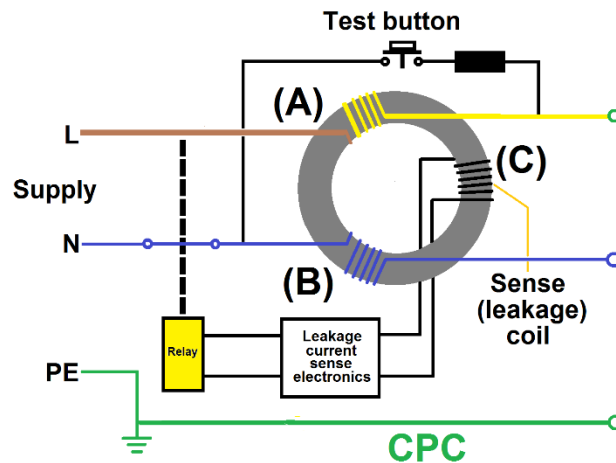 Test button
(A)
L
(C)
Supply
N
(B)
Sense
(leakage)
coil
Relay
Leakage
current
sense
electronics
PE
CPC